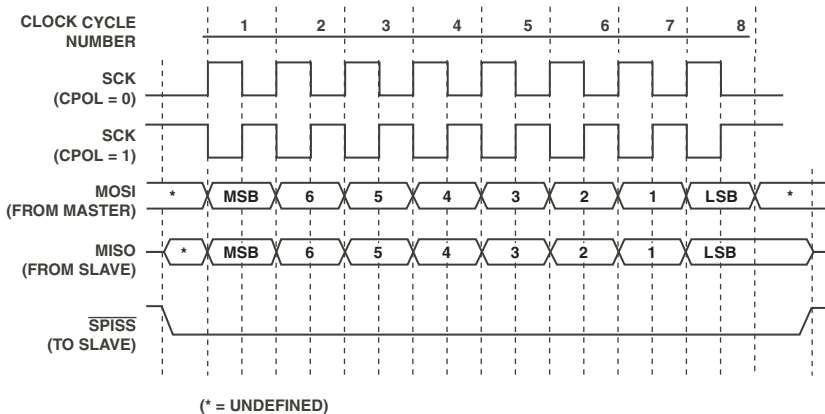 CLOCK CYCLE
NUMBER
1 2 3 4 5 6 7 8
SCK
(CPOL = 0)
SCK
(CPOL = 1)
MOSI
(FROM MASTER)
* MSB 6 5 4 3 2 1 LSB *
MISO
(FROM SLAVE)
* MSB 6 5 4 3 2 1 LSB
SPISS
(TO SLAVE)
(* = UNDEFINED)